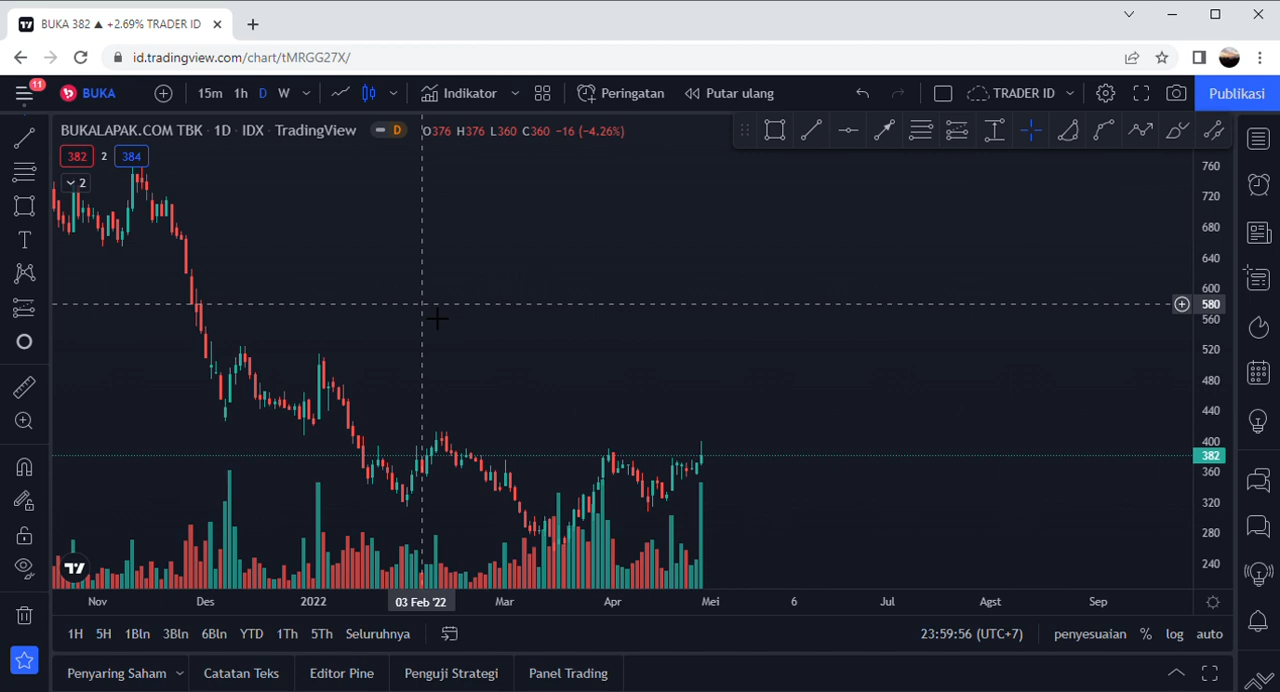 BUKA 382 ▲ +2.69% TRADER ID
id.tradingview.com/chart/tMRGG27X/
11
BUKA 15m 1h D W Indikator Peringatan Putar ulang TRADER ID Publikasi
BUKALAPAK.COM TBK · 1D · IDX · TradingView D O376 H376 L360 C360 −16 (−4.26%)
382 2 384
2
760
720
680
640
600
580
560
520
480
440
400
382
360
320
280
240
Nov Des 2022 03 Feb '22 Mar Apr Mei 6 Jul Agst Sep
1H 5H 1Bln 3Bln 6Bln YTD 1Th 5Th Seluruhnya 23:59:56 (UTC+7) penyesuaian % log auto
Penyaring Saham Catatan Teks Editor Pine Penguji Strategi Panel Trading